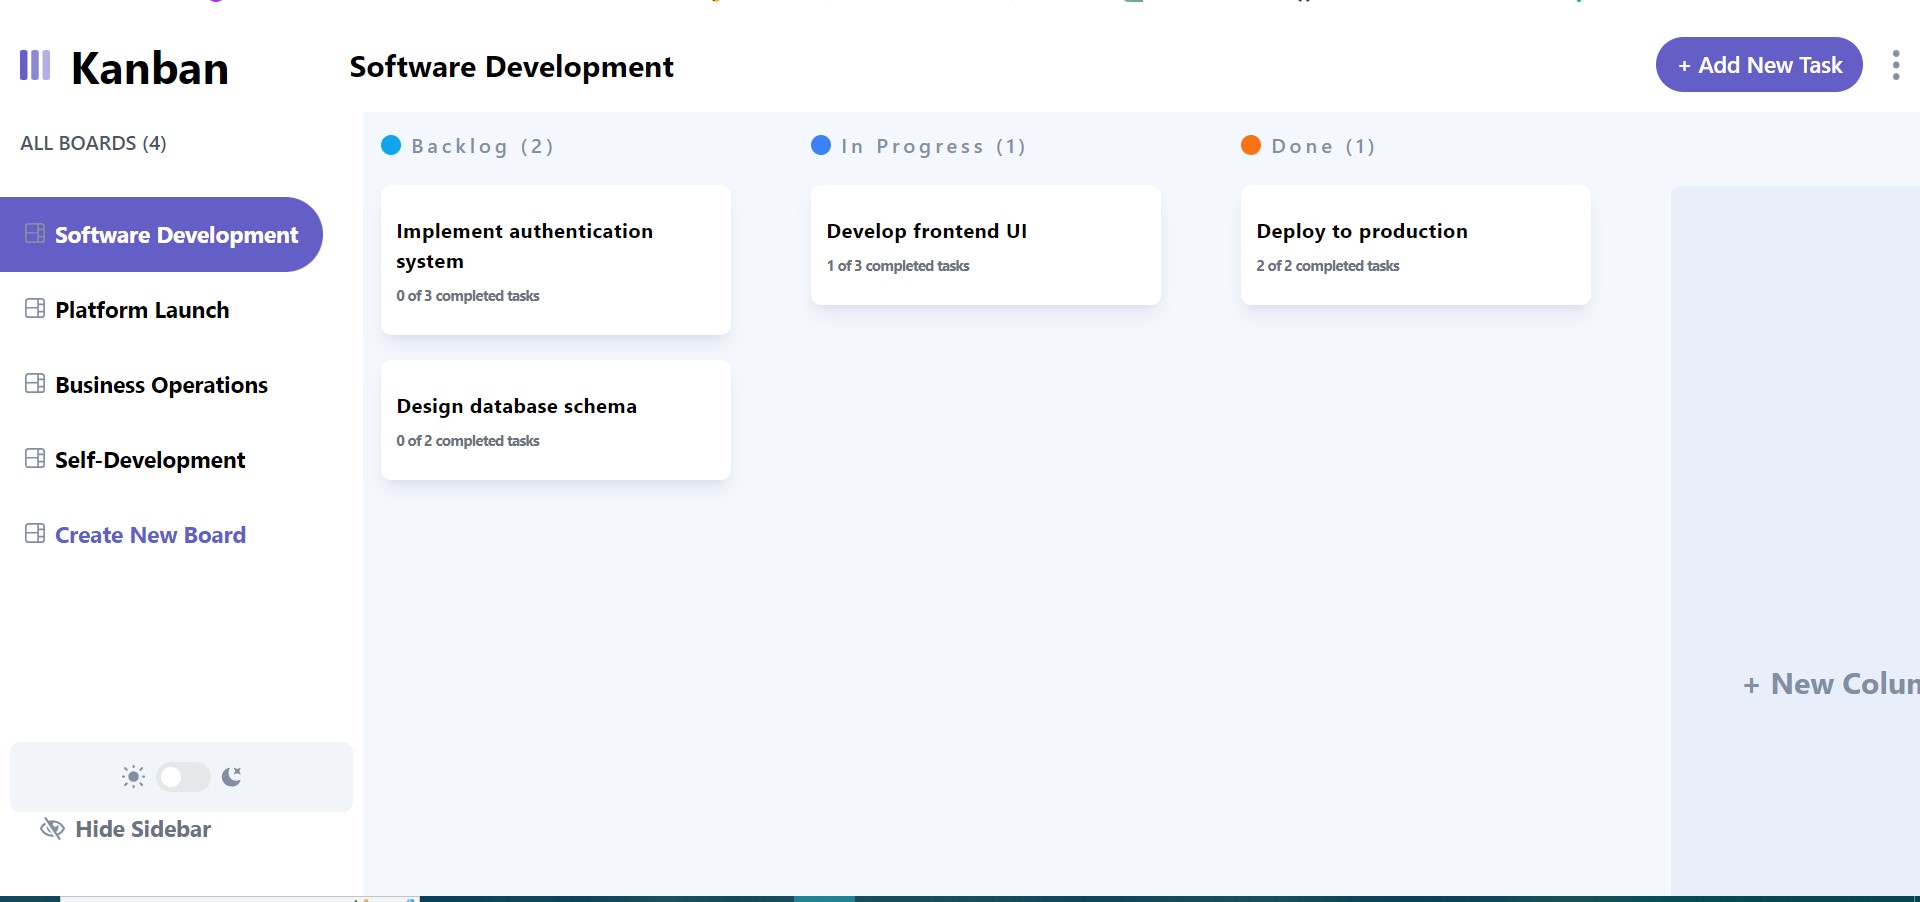 Kanban
Software Development
+ Add New Task
ALL BOARDS (4)
Software Development
Platform Launch
Business Operations
Self-Development
Create New Board
Hide Sidebar
Backlog (2)
Implement authentication
system
0 of 3 completed tasks
Design database schema
0 of 2 completed tasks
In Progress (1)
Develop frontend UI
1 of 3 completed tasks
Done (1)
Deploy to production
2 of 2 completed tasks
+ New Colum